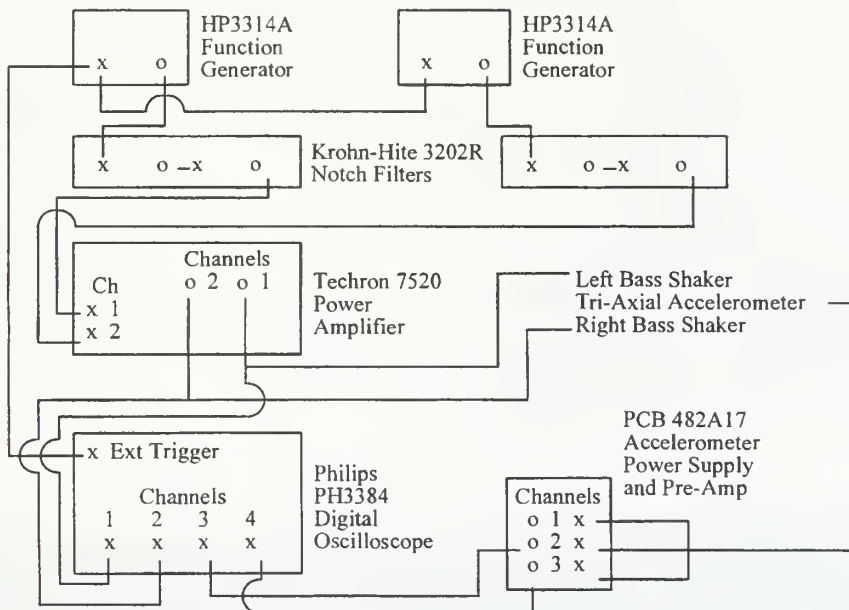 HP3314A
Function
Generator
x o
HP3314A
Function
Generator
x o
x o – x o
Krohn-Hite 3202R
Notch Filters
x o – x o
Channels
o 2 o 1
Ch
x 1
x 2
Techron 7520
Power
Amplifier
Left Bass Shaker
Tri-Axial Accelerometer
Right Bass Shaker
x Ext Trigger
Channels
1 2 3 4
x x x x
Philips
PH3384
Digital
Oscilloscope
PCB 482A17
Accelerometer
Power Supply
and Pre-Amp
Channels
o 1 x
o 2 x
o 3 x